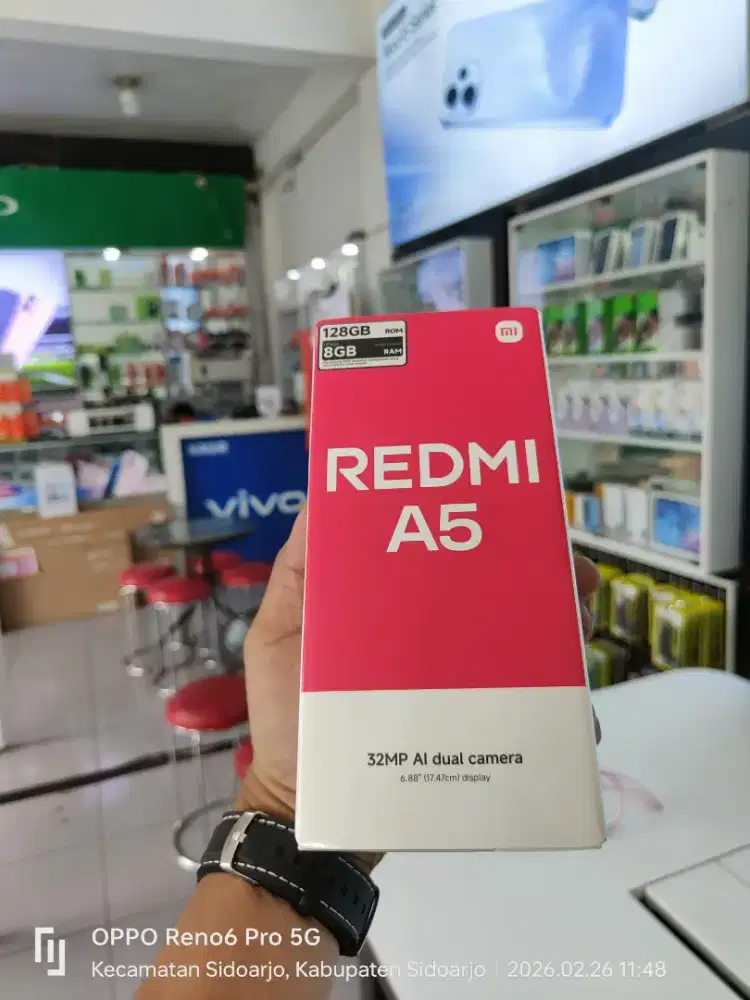 128GB ROM
8GB RAM
mi
REDMI
A5
vivo
32MP AI dual camera
6.88" (17.47cm) display
OPPO Reno6 Pro 5G
Kecamatan Sidoarjo, Kabupaten Sidoarjo | 2026.02.26 11:48